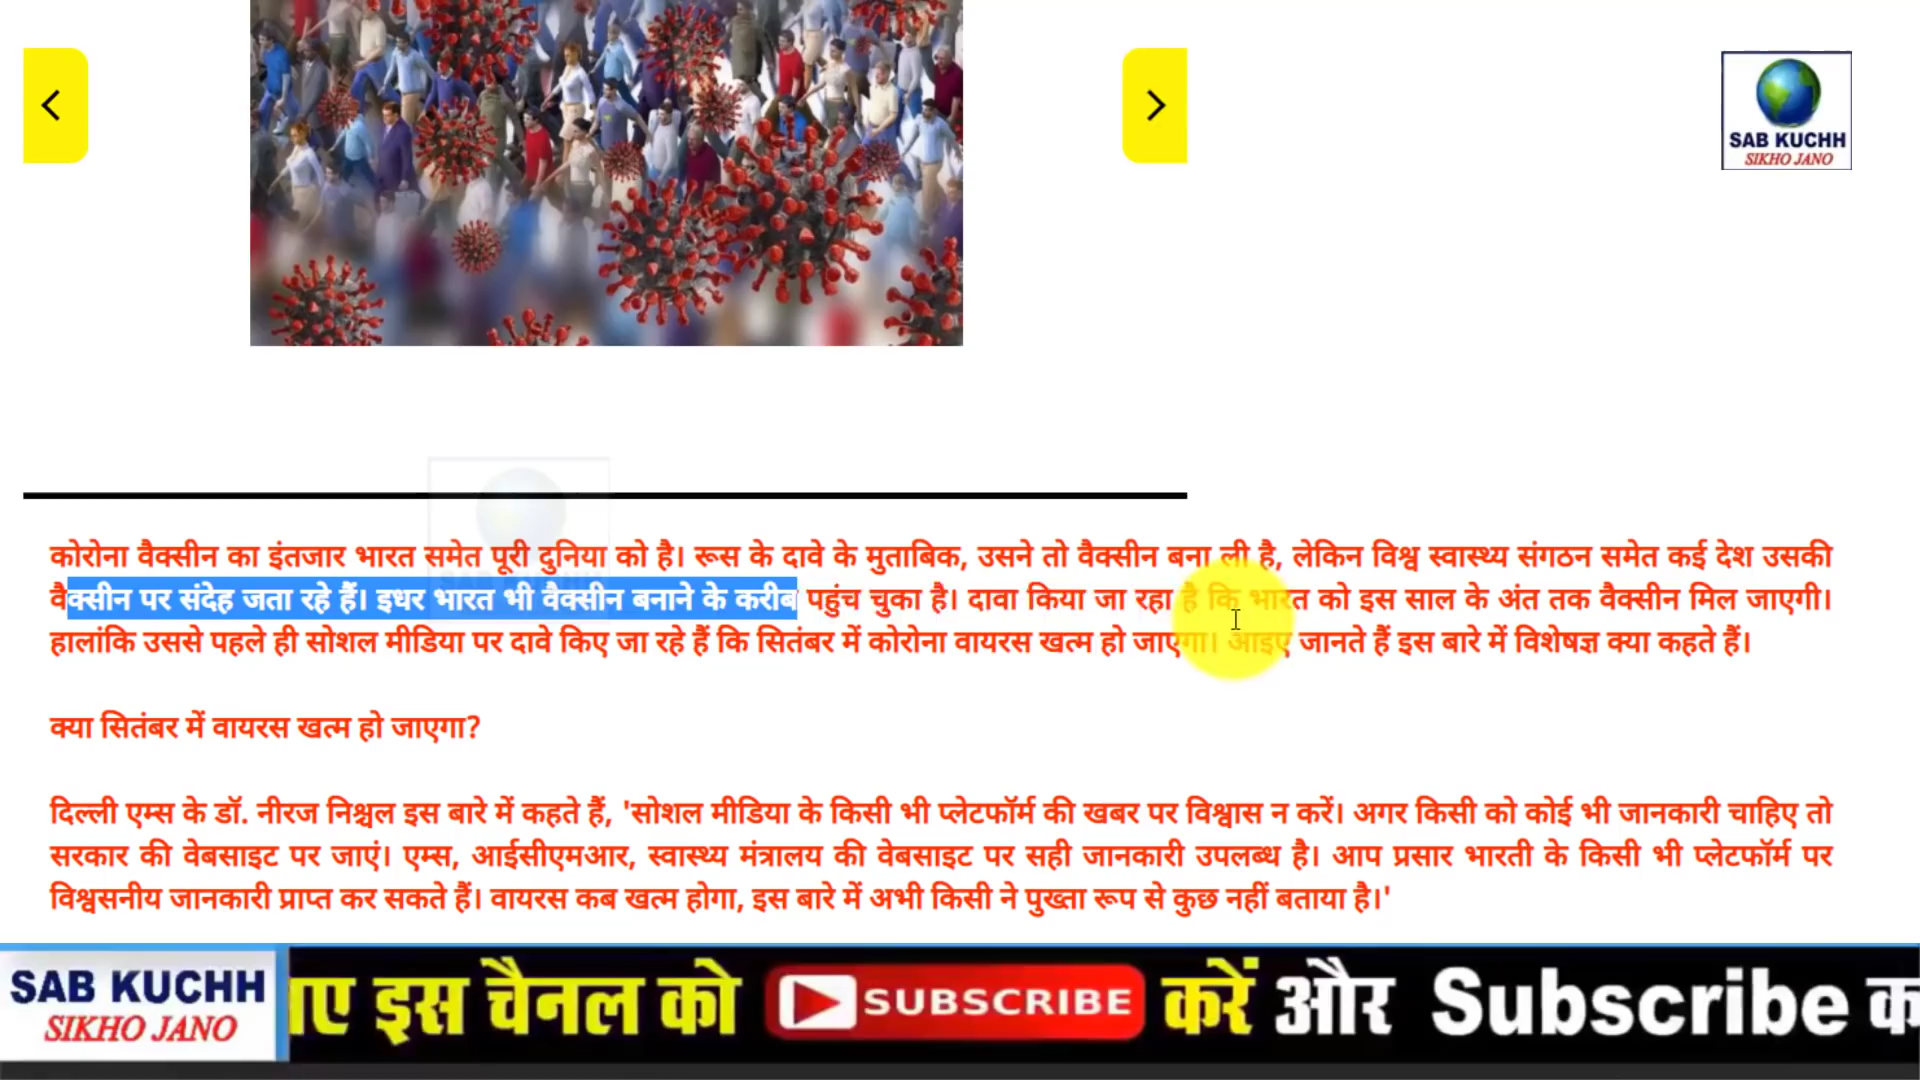 SAB KUCHH
SIKHO JANO
कोरोना वैक्सीन का इंतजार भारत समेत पूरी दुनिया को है। रूस के दावे के मुताबिक, उसने तो वैक्सीन बना ली है, लेकिन विश्व स्वास्थ्य संगठन समेत कई देश उसकी
वैक्सीन पर संदेह जता रहे हैं। इधर भारत भी वैक्सीन बनाने के करीब पहुंच चुका है। दावा किया जा रहा है कि भारत को इस साल के अंत तक वैक्सीन मिल जाएगी।
हालांकि उससे पहले ही सोशल मीडिया पर दावे किए जा रहे हैं कि सितंबर में कोरोना वायरस खत्म हो जाएगा। आइए जानते हैं इस बारे में विशेषज्ञ क्या कहते हैं।
क्या सितंबर में वायरस खत्म हो जाएगा?
दिल्ली एम्स के डॉ. नीरज निश्चल इस बारे में कहते हैं, 'सोशल मीडिया के किसी भी प्लेटफॉर्म की खबर पर विश्वास न करें। अगर किसी को कोई भी जानकारी चाहिए तो
सरकार की वेबसाइट पर जाएं। एम्स, आईसीएमआर, स्वास्थ्य मंत्रालय की वेबसाइट पर सही जानकारी उपलब्ध है। आप प्रसार भारती के किसी भी प्लेटफॉर्म पर
विश्वसनीय जानकारी प्राप्त कर सकते हैं। वायरस कब खत्म होगा, इस बारे में अभी किसी ने पुख्ता रूप से कुछ नहीं बताया है।'
SAB KUCHH
SIKHO JANO
इस चैनल को SUBSCRIBE करें और Subscribe